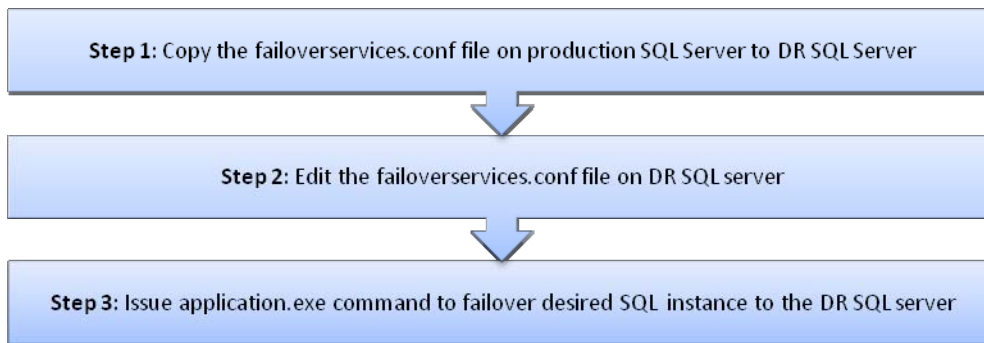 Step 1: Copy the failoverservices.conf file on production SQL Server to DR SQL Server
Step 2: Edit the failoverservices.conf file on DR SQL server
Step 3: Issue application.exe command to failover desired SQL instance to the DR SQL server